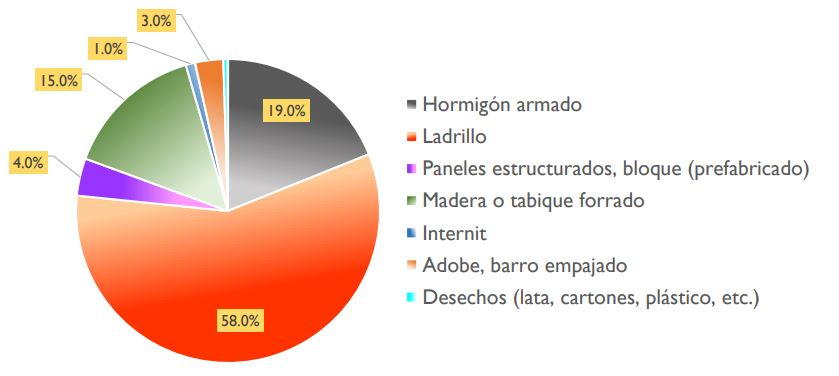 3.0%
1.0%
15.0%
4.0%
19.0%
58.0%
Hormigón armado
Ladrillo
Paneles estructurados, bloque (prefabricado)
Madera o tabique forrado
Internit
Adobe, barro empajado
Desechos (lata, cartones, plástico, etc.)